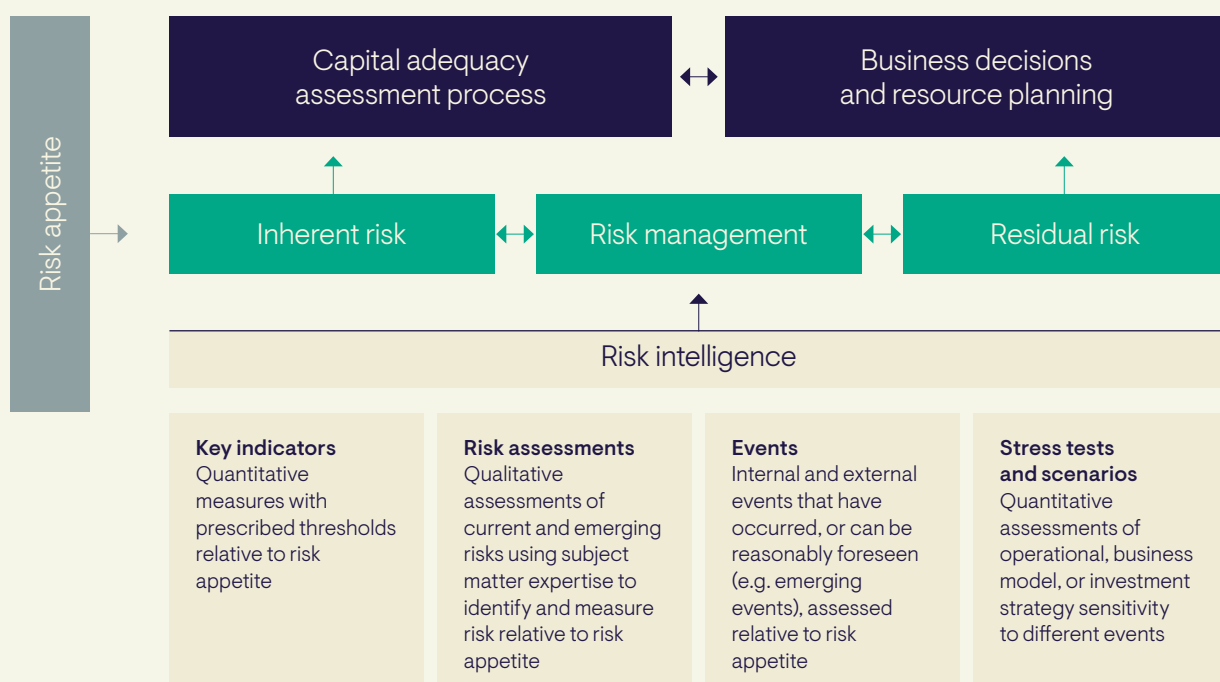 Risk appetite
Capital adequacy
assessment process
Business decisions
and resource planning
Inherent risk
Risk management
Residual risk
Risk intelligence
Key indicators
Quantitative
measures with
prescribed thresholds
relative to risk
appetite
Risk assessments
Qualitative
assessments of
current and emerging
risks using subject
matter expertise to
identify and measure
risk relative to risk
appetite
Events
Internal and external
events that have
occurred, or can be
reasonably foreseen
(e.g. emerging
events), assessed
relative to risk
appetite
Stress tests
and scenarios
Quantitative
assessments of
operational, business
model, or investment
strategy sensitivity
to different events